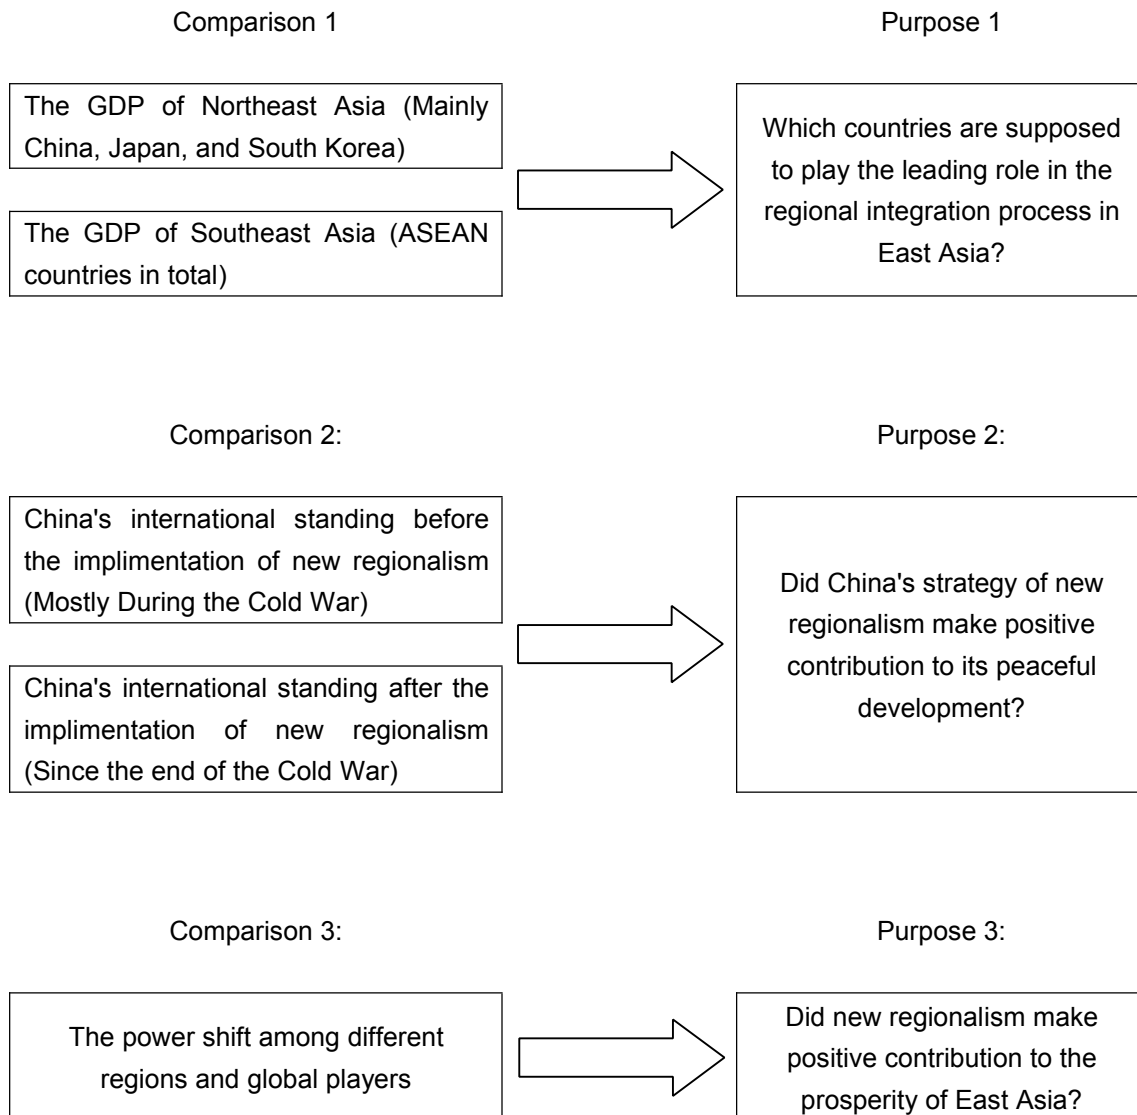 Comparison 1
Purpose 1
The GDP of Northeast Asia (Mainly
China, Japan, and South Korea)
The GDP of Southeast Asia (ASEAN
countries in total)
Which countries are supposed
to play the leading role in the
regional integration process in
East Asia?
Comparison 2:
Purpose 2:
China's international standing before
the implimentation of new regionalism
(Mostly During the Cold War)
China's international standing after the
implimentation of new regionalism
(Since the end of the Cold War)
Did China's strategy of new
regionalism make positive
contribution to its peaceful
development?
Comparison 3:
Purpose 3:
The power shift among different
regions and global players
Did new regionalism make
positive contribution to the
prosperity of East Asia?